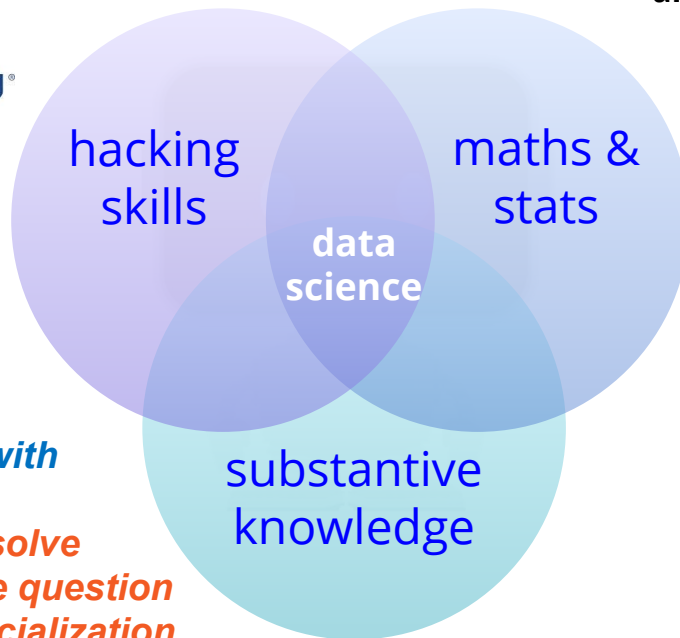 hacking
skills
maths &
stats
data
science
with
substantive
knowledge
solve
question